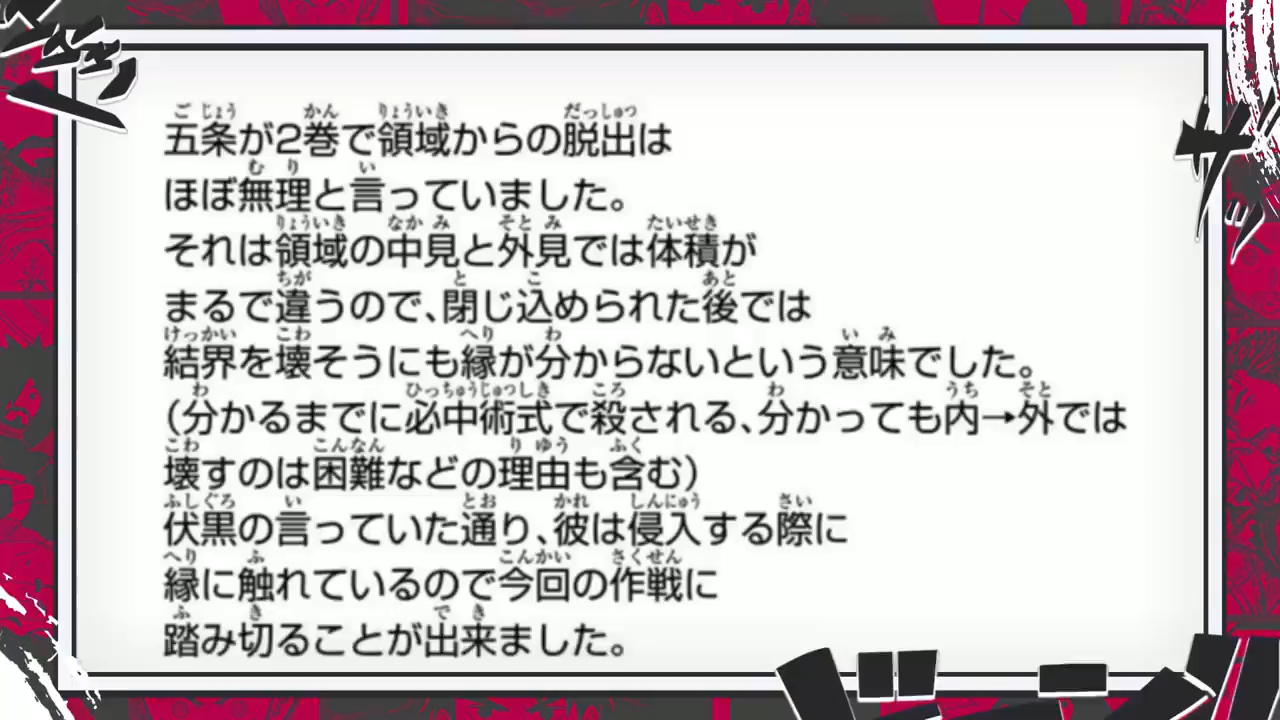 五条が2巻で領域からの脱出は
ほぼ無理と言っていました。
それは領域の中見と外見では体積が
まるで違うので、閉じ込められた後では
結界を壊そうにも縁が分からないという意味でした。
(分かるまでに必中術式で殺される、分かっても内→外では
壊すのは困難などの理由も含む)
伏黒の言っていた通り、彼は侵入する際に
縁に触れているので今回の作戦に
踏み切ることが出来ました。